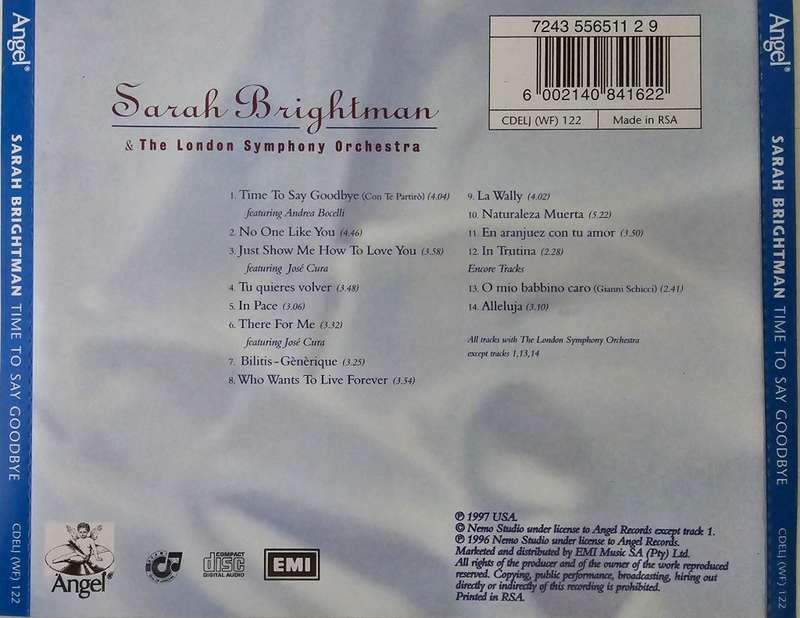 Angel®
SARAH BRIGHTMAN TIME TO SAY GOODBYE
CDELJ (WF) 122
Sarah Brightman
& The London Symphony Orchestra
7243 556511 2 9
6 002140 841622
CDELJ (WF) 122 Made in RSA
1. Time To Say Goodbye (Con Te Partirò) (4.04)
featuring Andrea Bocelli
2. No One Like You (4.46)
3. Just Show Me How To Love You (3.58)
featuring José Cura
4. Tu quieres volver (3.48)
5. In Pace (3.06)
6. There For Me (3.32)
featuring José Cura
7. Bilitis-Gènèrique (3.25)
8. Who Wants To Live Forever (3.54)
9. La Wally (4.02)
10. Naturaleza Muerta (5.22)
11. En aranjuez con tu amor (3.50)
12. In Trutina (2.28)
Encore Tracks
13. O mio babbino caro (Gianni Schicci) (2.41)
14. Alleluja (3.10)
All tracks with The London Symphony Orchestra
except tracks 1,13,14
℗ 1997 USA.
© Nemo Studio under license to Angel Records except track 1.
℗ 1996 Nemo Studio under license to Angel Records.
Marketed and distributed by EMI Music SA (Pty) Ltd.
All rights of the producer and of the owner of the work reproduced
reserved. Copying, public performance, broadcasting, hiring out
directly or indirectly of this recording is prohibited.
Printed in RSA.
Angel®
COMPACT
disc
DIGITAL AUDIO
EMI
Angel®
SARAH BRIGHTMAN TIME TO SAY GOODBYE
CDELJ (WF) 122